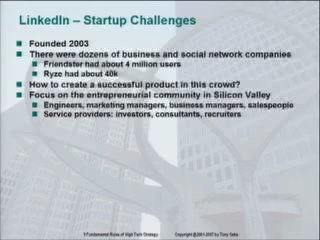 LinkedIn – Startup Challenges
Founded 2003
There were dozens of business and social network companies
Friendster had about 4 million users
Ryze had about 40k
How to create a successful product in this crowd?
Focus on the entrepreneurial community in Silicon Valley
Engineers, marketing managers, business managers, salespeople
Service providers: investors, consultants, recruiters
Fundamental Rules of High Tech Strategy
Copyright @2001-2007 by Tony